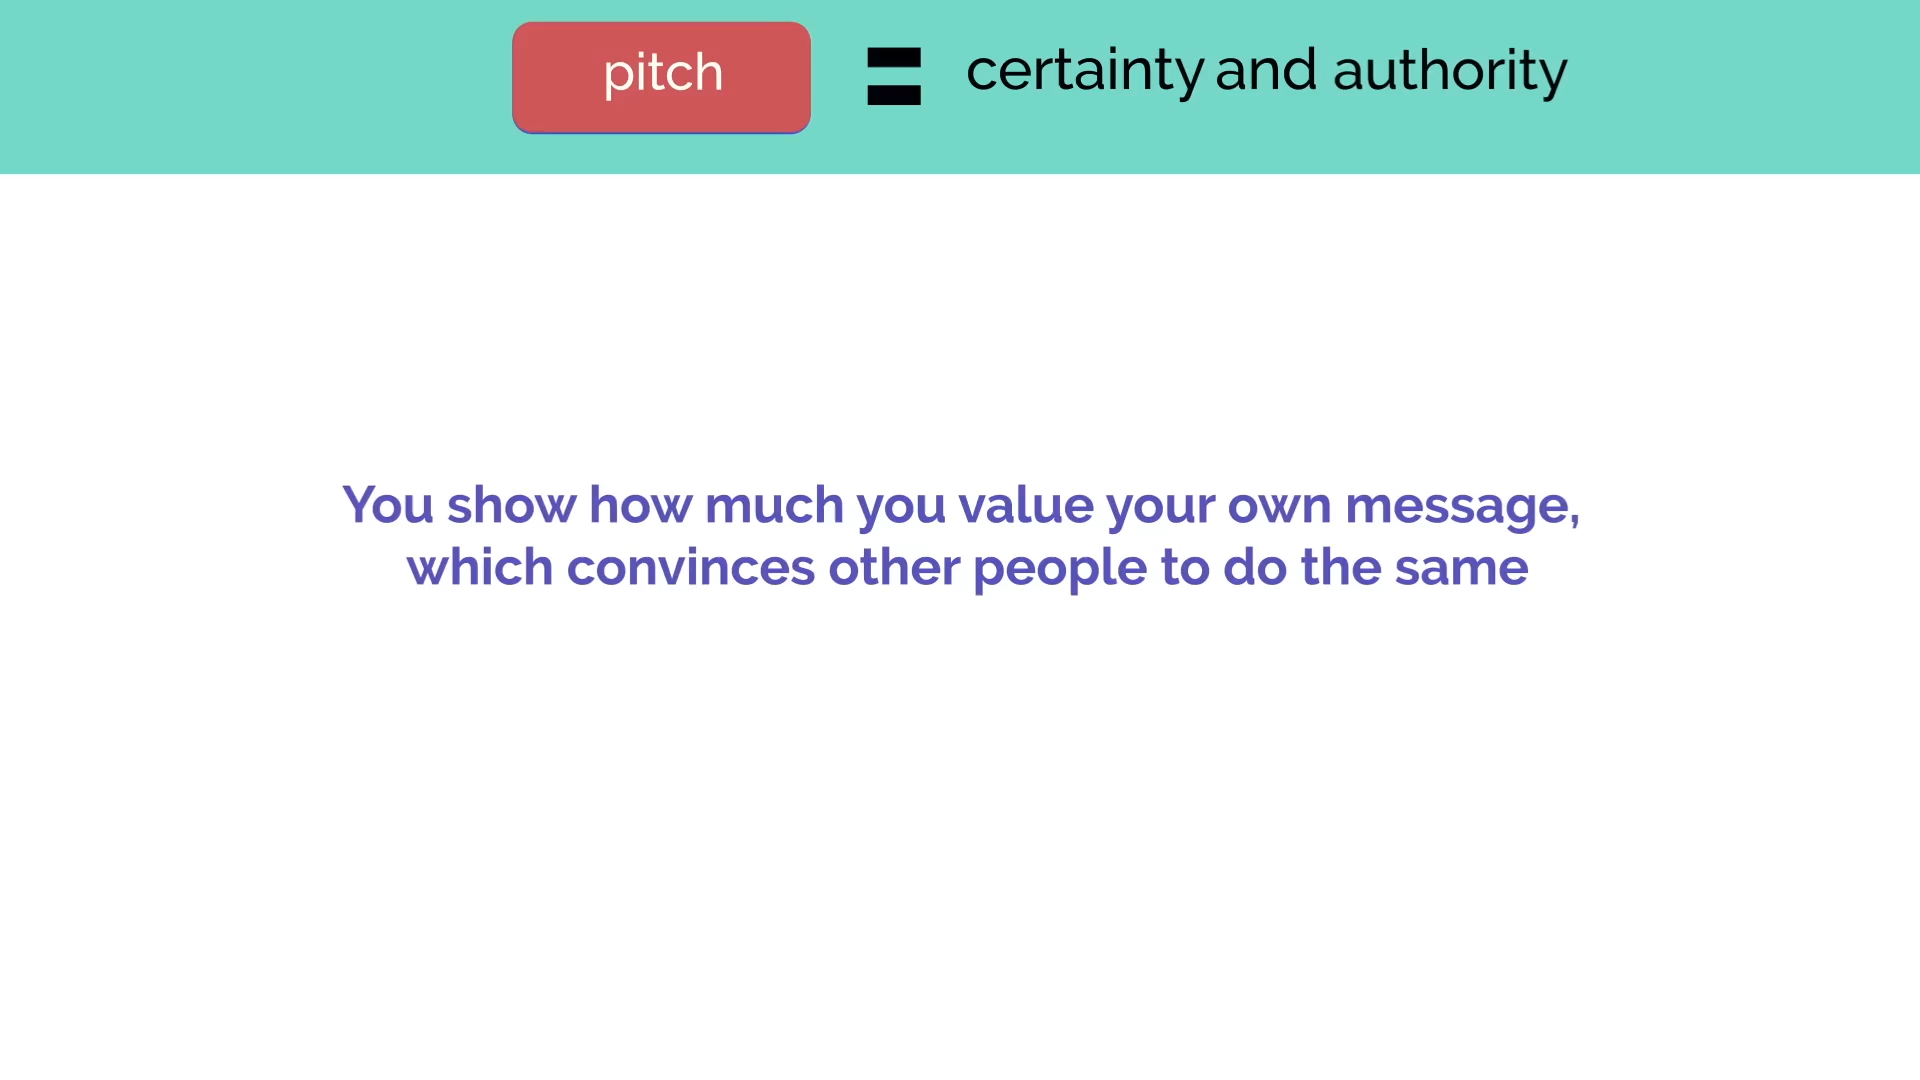 pitch = certainty and authority
You show how much you value your own message,
which convinces other people to do the same